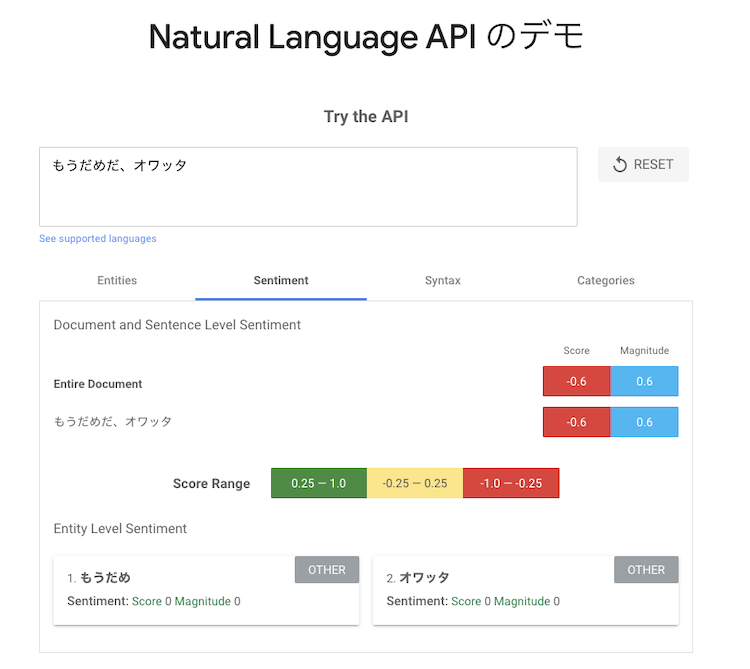 Natural Language API のデモ
Try the API
もうだめだ、オワッタ
RESET
See supported languages
Entities Sentiment Syntax Categories
Document and Sentence Level Sentiment
Score Magnitude
Entire Document -0.6 0.6
もうだめだ、オワッタ -0.6 0.6
Score Range 0.25 — 1.0 -0.25 — 0.25 -1.0 — -0.25
Entity Level Sentiment
1. もうだめ OTHER
Sentiment: Score 0 Magnitude 0
2. オワッタ OTHER
Sentiment: Score 0 Magnitude 0